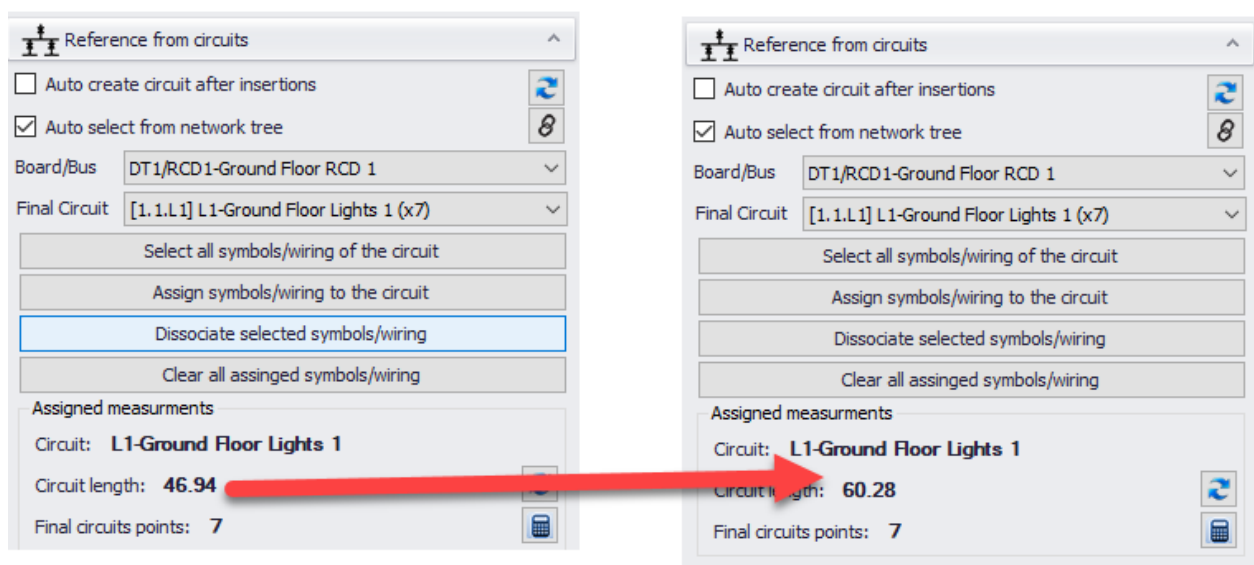 Reference from circuits
Auto create circuit after insertions
Auto select from network tree
Board/Bus DT1/RCD1-Ground Floor RCD 1
Final Circuit [1.1.L1] L1-Ground Floor Lights 1 (x7)
Select all symbols/wiring of the circuit
Assign symbols/wiring to the circuit
Dissociate selected symbols/wiring
Clear all assinged symbols/wiring
Assigned measurments
Circuit: L1-Ground Floor Lights 1
Circuit length: 46.94
Final circuits points: 7
Reference from circuits
Auto create circuit after insertions
Auto select from network tree
Board/Bus DT1/RCD1-Ground Floor RCD 1
Final Circuit [1.1.L1] L1-Ground Floor Lights 1 (x7)
Select all symbols/wiring of the circuit
Assign symbols/wiring to the circuit
Dissociate selected symbols/wiring
Clear all assinged symbols/wiring
Assigned measurments
Circuit: L1-Ground Floor Lights 1
Circuit length: 60.28
Final circuits points: 7